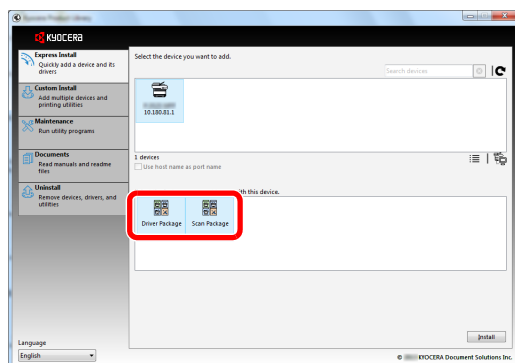 KYOCERA
Express Install
Quickly add a device and its
drivers
Custom Install
Add multiple devices and
printing utilities
Maintenance
Run utility programs
Documents
Read manuals and readme
files
Uninstall
Remove devices, drivers, and
utilities
Language
English
Select the device you want to add.
Search devices
10.180.81.1
1 devices
Use host name as port name
with this device.
Driver Package
Scan Package
Install
© KYOCERA Document Solutions Inc.